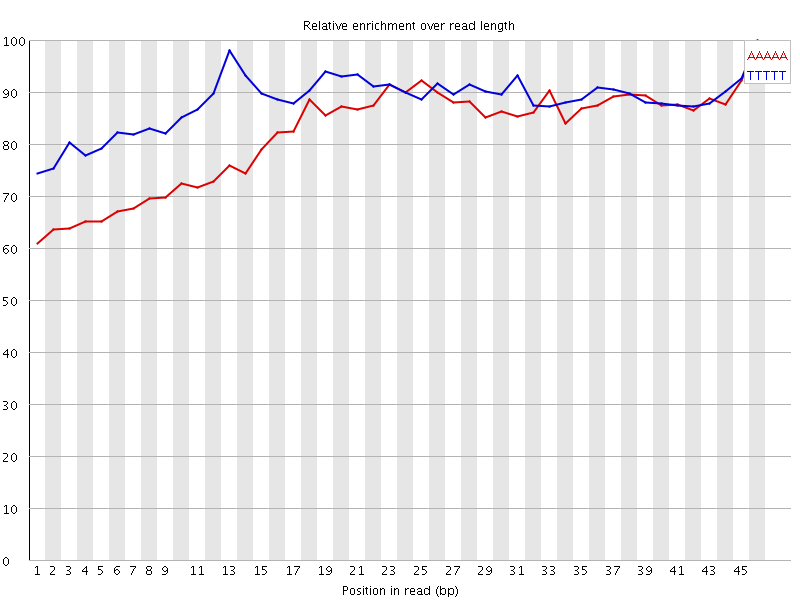 Relative enrichment over read length
100
AAAAA
TTTTT
90
80
70
60
50
40
30
20
10
0
1 2 3 4 5 6 7 8 9 11 13 15 17 19 21 23 25 27 29 31 33 35 37 39 41 43 45
Position in read (bp)